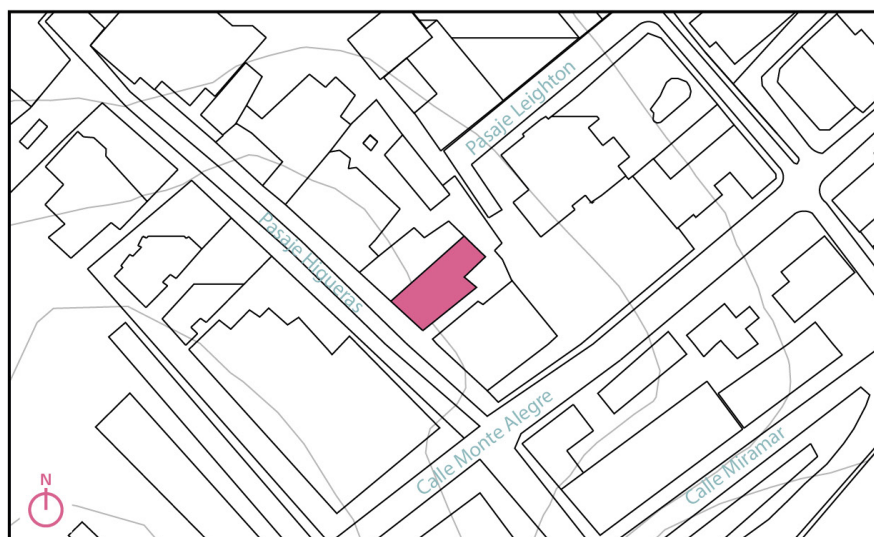 Pasaje Leighton
Pasaje Higueras
Calle Monte Alegre
Calle Miramar
N